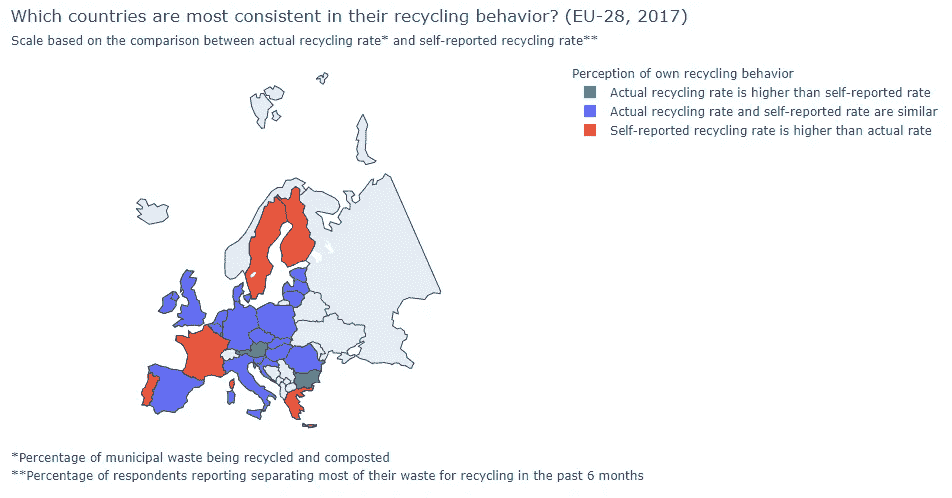 Which countries are most consistent in their recycling behavior? (EU-28, 2017)
Scale based on the comparison between actual recycling rate* and self-reported recycling rate**
Perception of own recycling behavior
Actual recycling rate is higher than self-reported rate
Actual recycling rate and self-reported rate are similar
Self-reported recycling rate is higher than actual rate
*Percentage of municipal waste being recycled and composted
**Percentage of respondents reporting separating most of their waste for recycling in the past 6 months